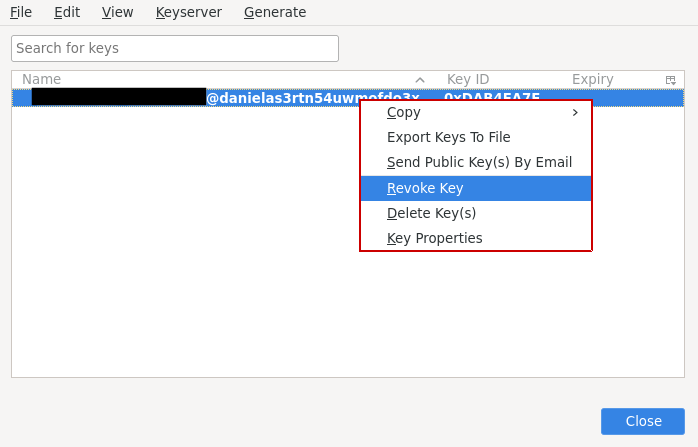 File Edit View Keyserver Generate
Search for keys
Name Key ID Expiry
Copy
Export Keys To File
Send Public Key(s) By Email
Revoke Key
Delete Key(s)
Key Properties
Close